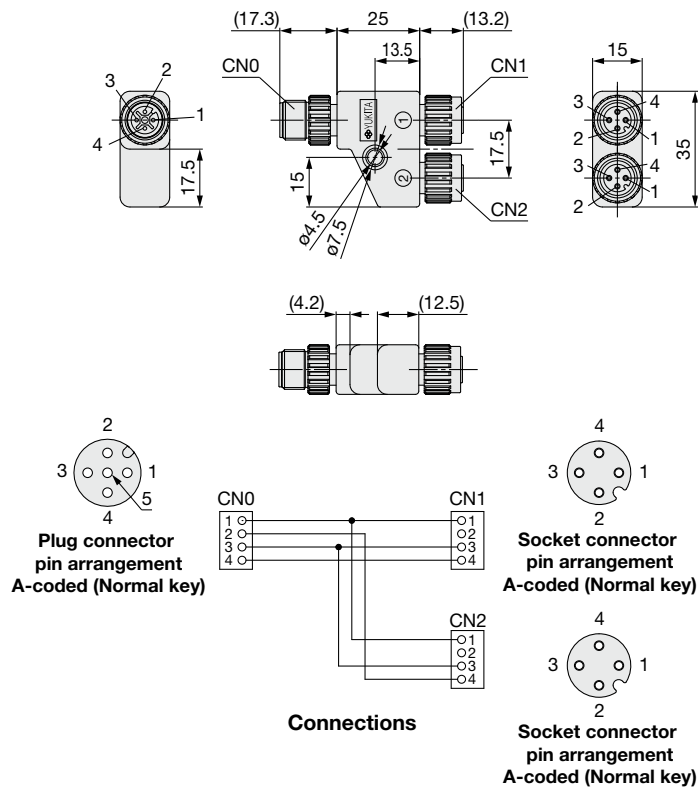 (17.3)
25
(13.2)
13.5
CN0
CN1
15
3
2
1
4
17.5
YUKITA
1
2
15
ø4.5
ø7.5
17.5
CN2
3
4
2
1
3
4
2
1
35
(4.2)
(12.5)
2
3
1
5
4
Plug connector
pin arrangement
A-coded (Normal key)
CN0
1
2
3
4
CN1
1
2
3
4
CN2
1
2
3
4
Connections
4
3
1
2
Socket connector
pin arrangement
A-coded (Normal key)
4
3
1
2
Socket connector
pin arrangement
A-coded (Normal key)